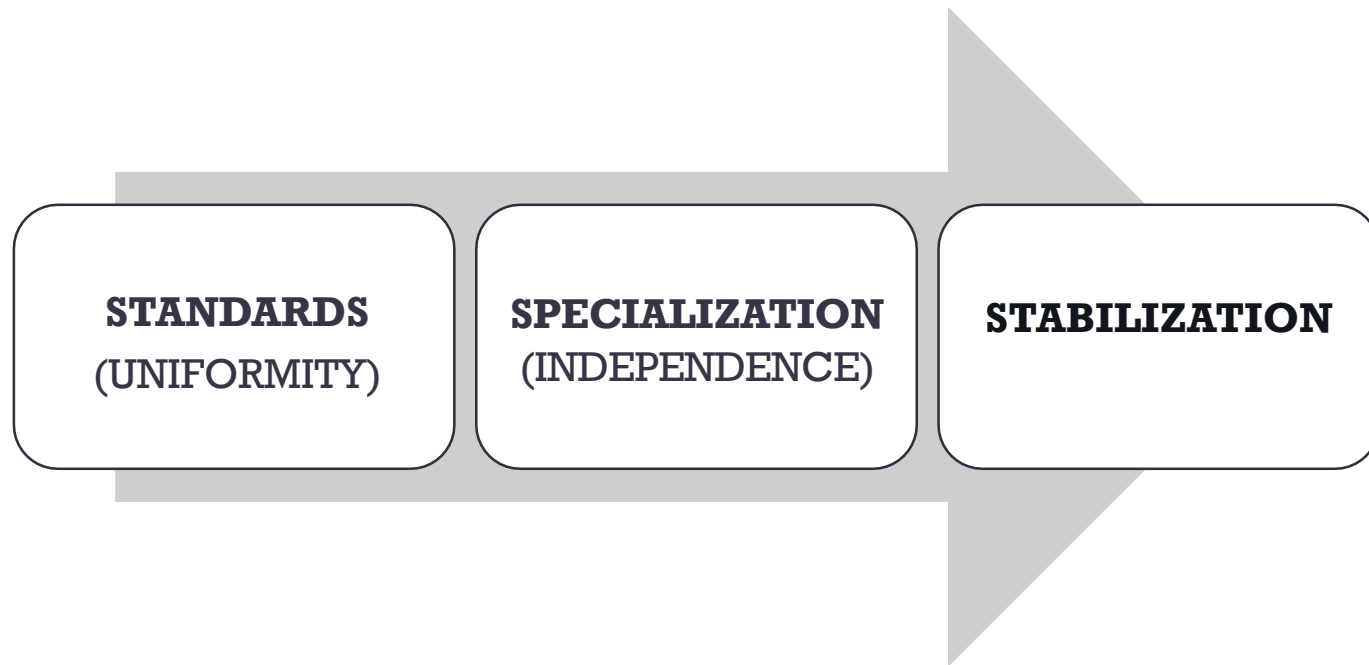 STANDARDS
(UNIFORMITY)
SPECIALIZATION
(INDEPENDENCE)
STABILIZATION